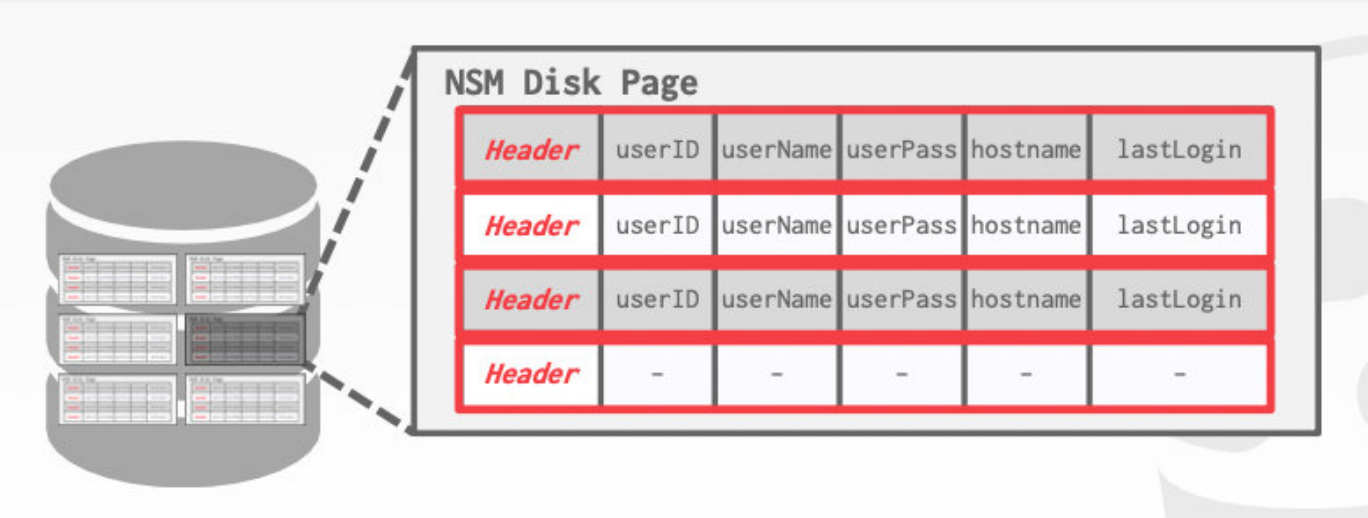 NSM Disk Page
Header userID userName userPass hostname lastLogin
Header userID userName userPass hostname lastLogin
Header userID userName userPass hostname lastLogin
Header - - - - -